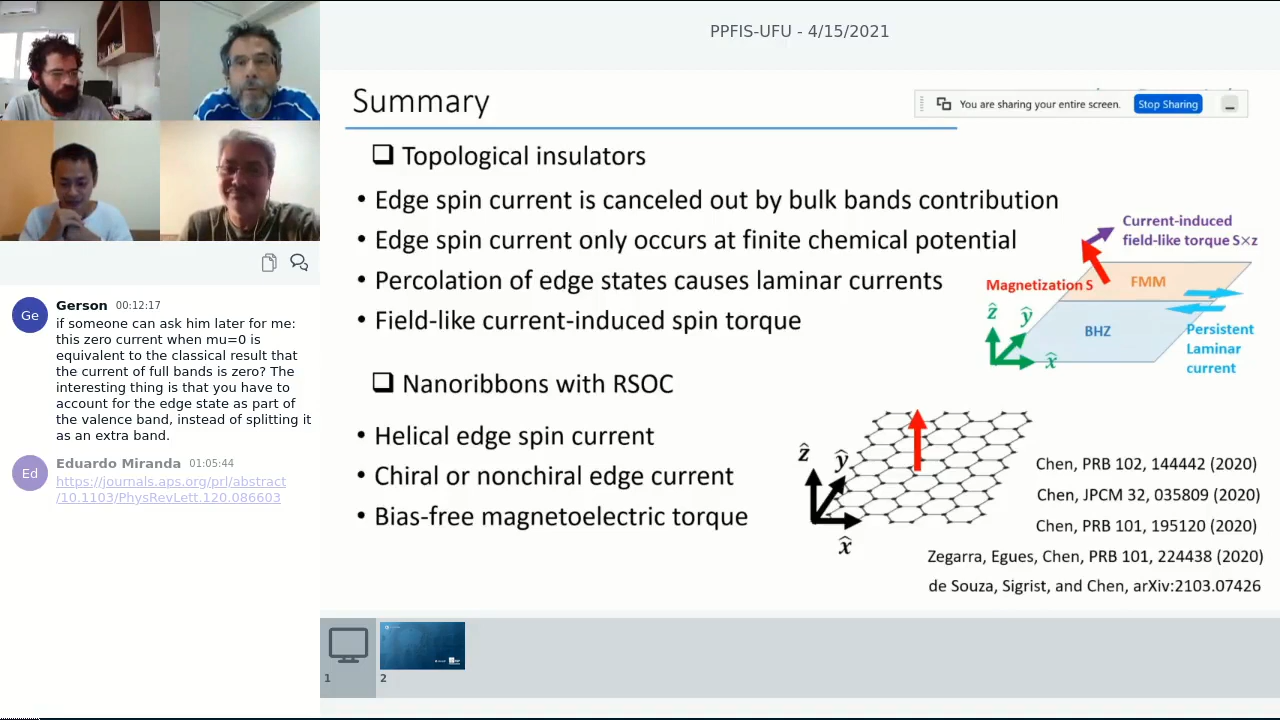 PPFIS-UFU - 4/15/2021
Summary
You are sharing your entire screen.
Stop Sharing
❑ Topological insulators
• Edge spin current is canceled out by bulk bands contribution
• Edge spin current only occurs at finite chemical potential
• Percolation of edge states causes laminar currents
• Field-like current-induced spin torque
Current-induced
field-like torque S×z
Magnetization S
FMM
BHZ
ẑ
ŷ
x̂
Persistent
Laminar
current
❑ Nanoribbons with RSOC
• Helical edge spin current
• Chiral or nonchiral edge current
• Bias-free magnetoelectric torque
ẑ
ŷ
x̂
Chen, PRB 102, 144442 (2020)
Chen, JPCM 32, 035809 (2020)
Chen, PRB 101, 195120 (2020)
Zegarra, Egues, Chen, PRB 101, 224438 (2020)
de Souza, Sigrist, and Chen, arXiv:2103.07426
Ge
Gerson 00:12:17
if someone can ask him later for me:
this zero current when mu=0 is
equivalent to the classical result that
the current of full bands is zero? The
interesting thing is that you have to
account for the edge state as part of
the valence band, instead of splitting it
as an extra band.
Ed
Eduardo Miranda 01:05:44
https://journals.aps.org/prl/abstract
/10.1103/PhysRevLett.120.086603
1
2